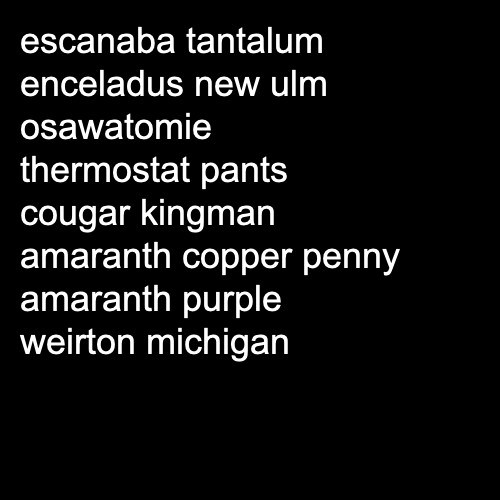 escanaba tantalum
enceladus new ulm
osawatomie
thermostat pants
cougar kingman
amaranth copper penny
amaranth purple
weirton michigan